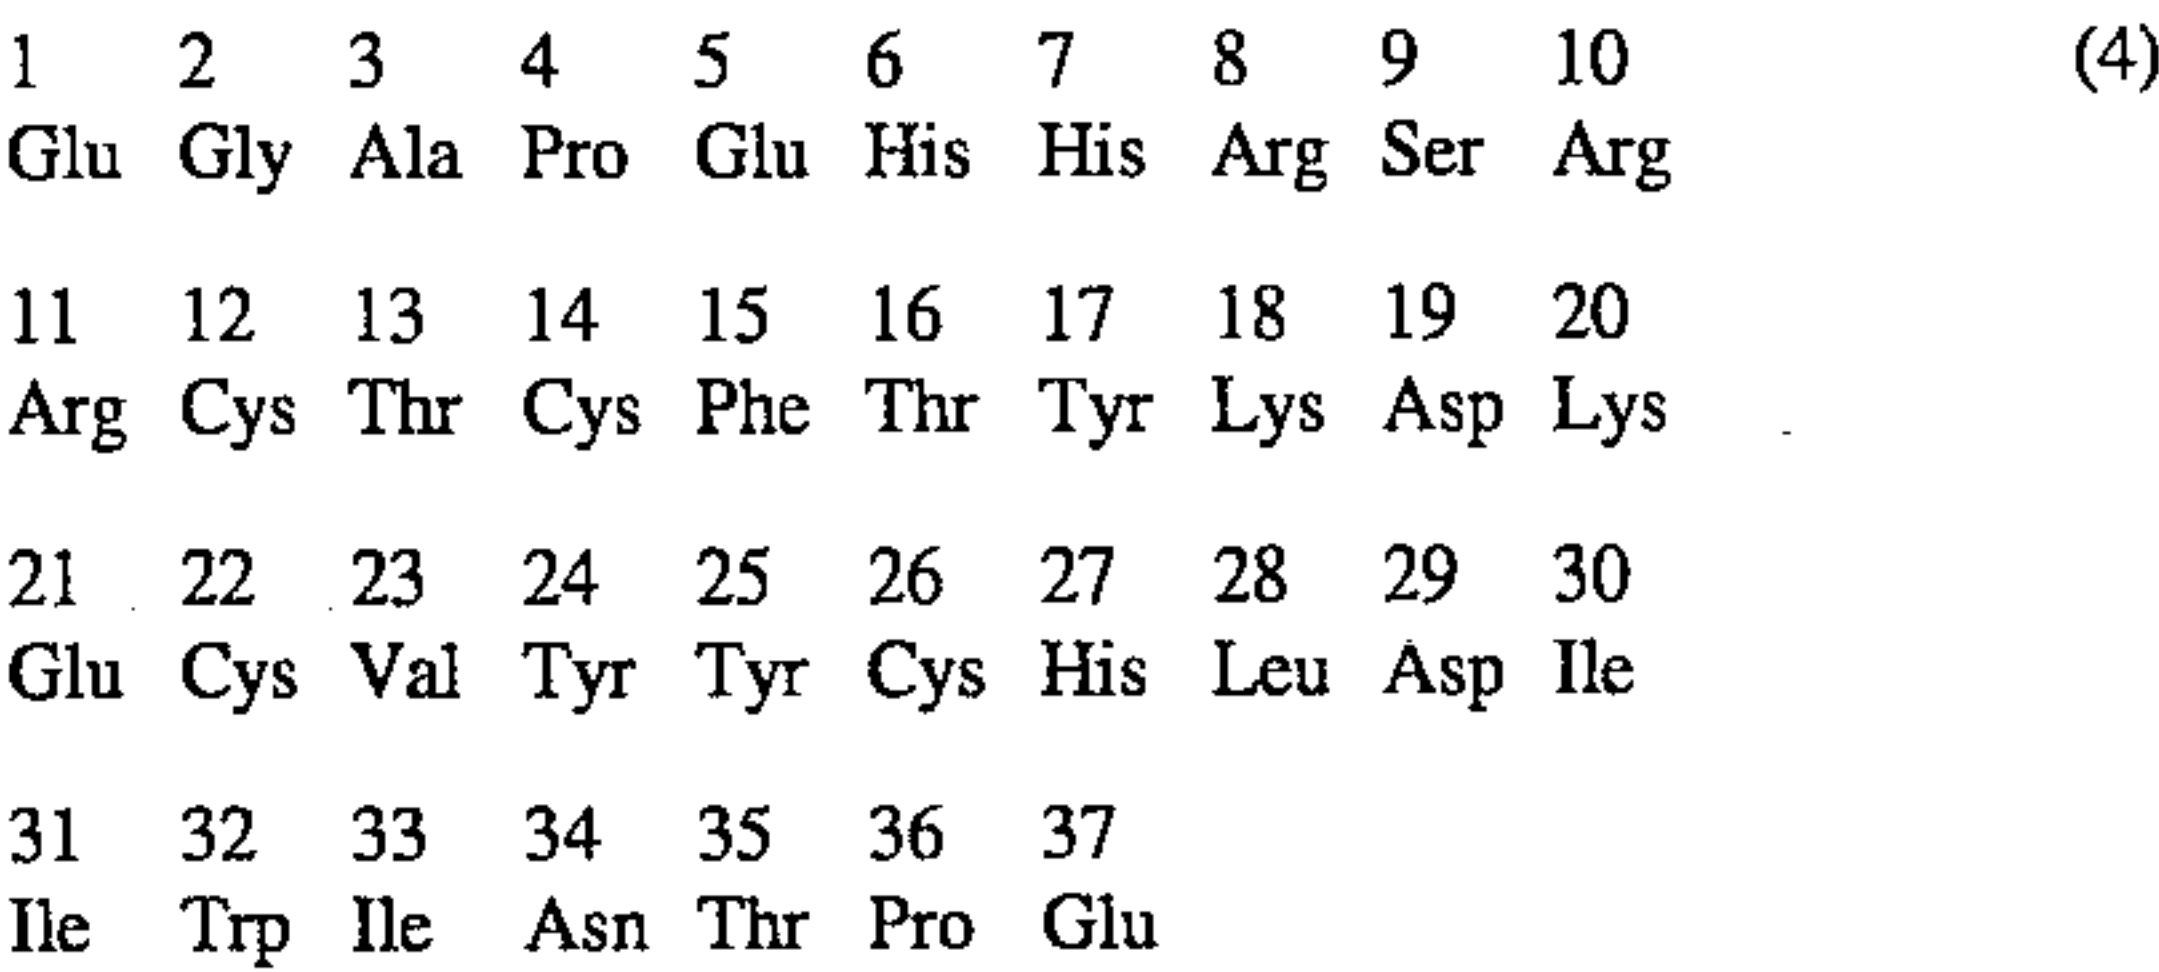 1 2 3 4 5 6 7 8 9 10 (4)
Glu Gly Ala Pro Glu His His Arg Ser Arg
11 12 13 14 15 16 17 18 19 20
Arg Cys Thr Cys Phe Thr Tyr Lys Asp Lys
21 22 23 24 25 26 27 28 29 30
Glu Cys Val Tyr Tyr Cys His Leu Asp Ile
31 32 33 34 35 36 37
Ile Trp Ile Asn Thr Pro Glu